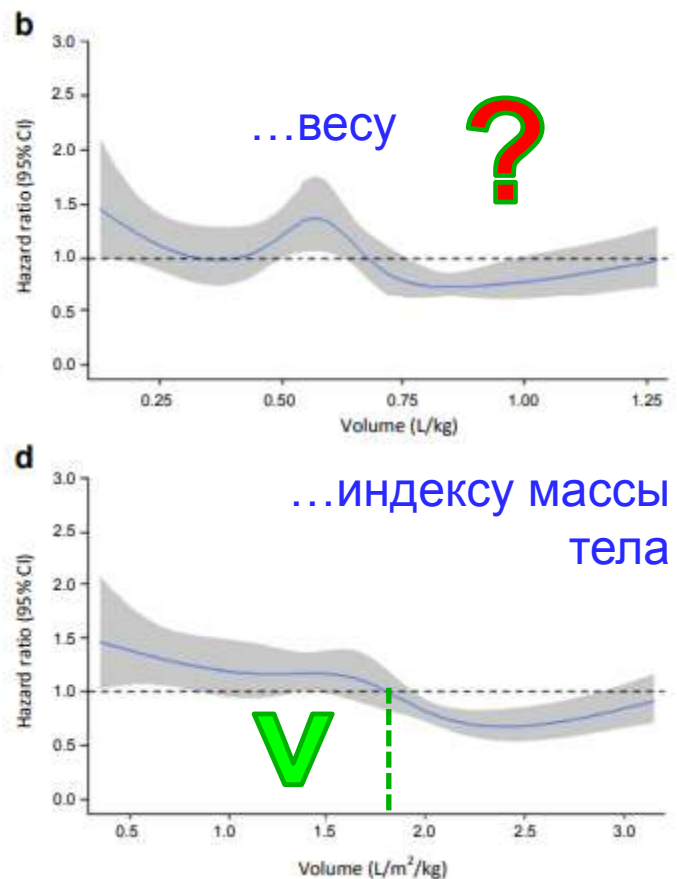 b
3.0
2.5
2.0
1.5
1.0
0.5
0.0
Hazard ratio (95% CI)
…весу
?
0.25 0.50 0.75 1.00 1.25
Volume (L/kg)
d
3.0
2.5
2.0
1.5
1.0
0.5
0.0
Hazard ratio (95% CI)
…индексу массы
тела
V
0.5 1.0 1.5 2.0 2.5 3.0
Volume (L/m²/kg)